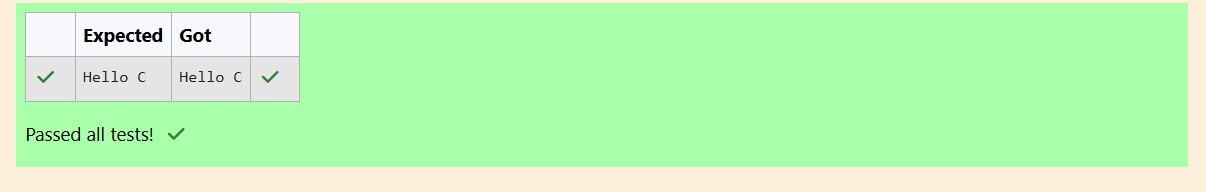 Expected Got
Hello C Hello C
Passed all tests!